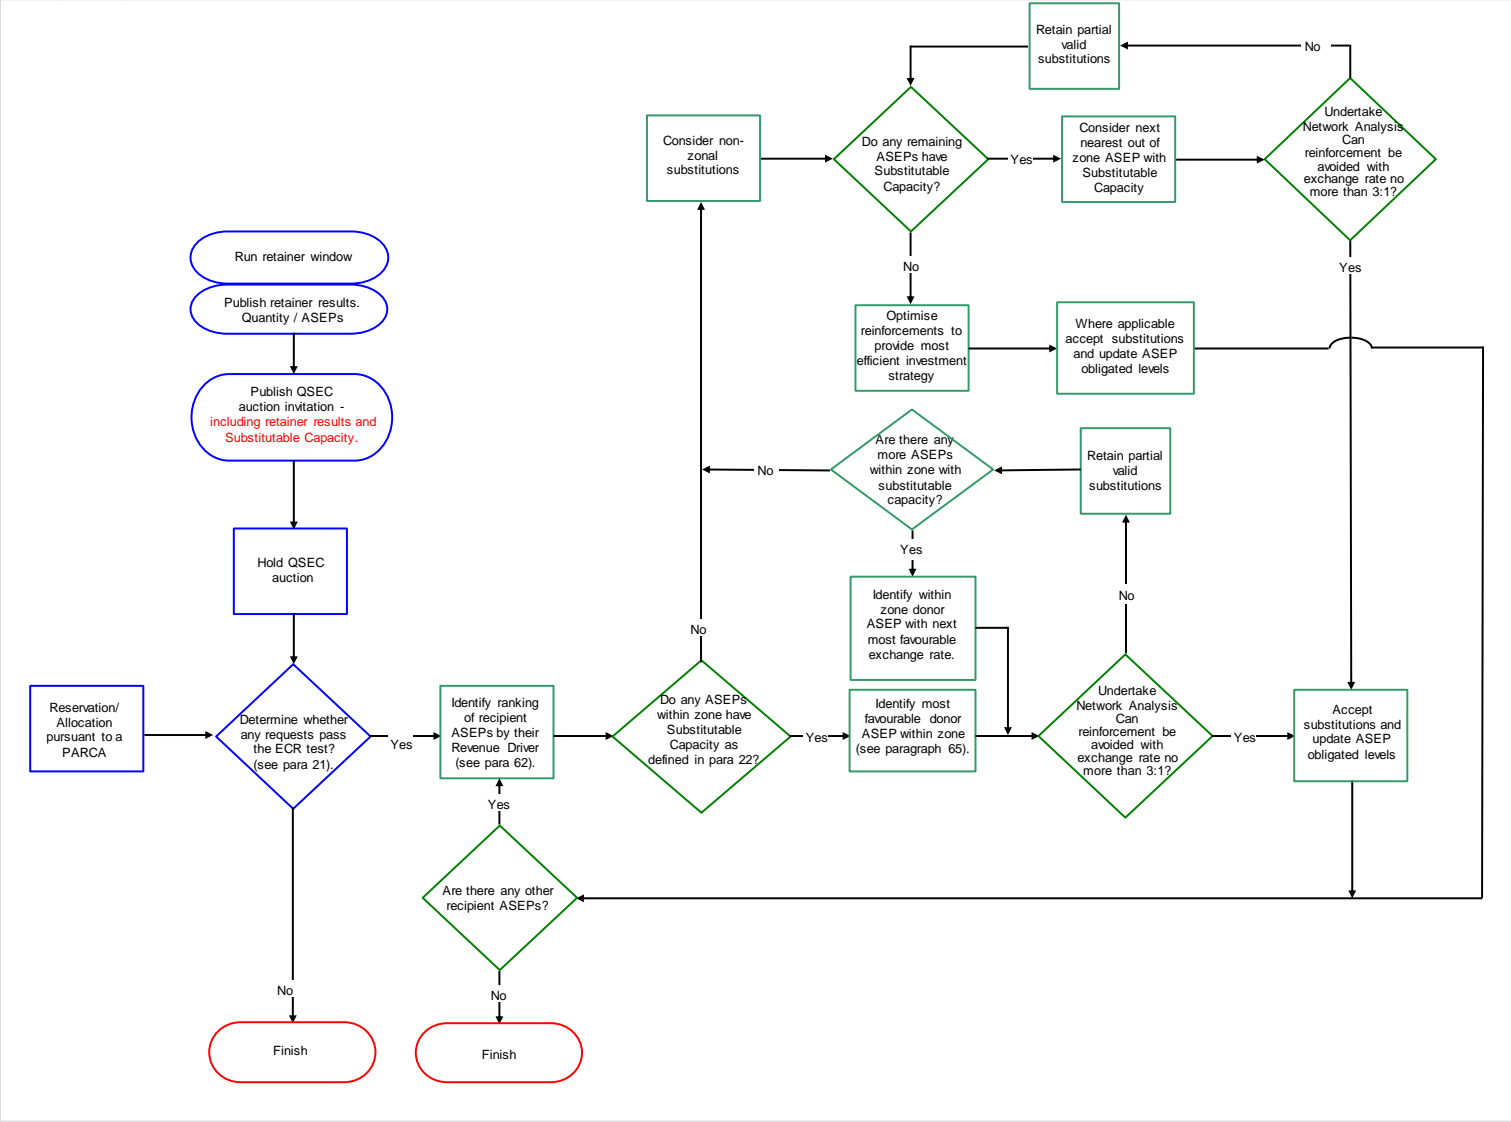 Retain partial
valid
substitutions
No
Undertake
Network Analysis
Can
reinforcement be
avoided with
exchange rate no
more than 3:1?
Consider non-
zonal
substitutions
Do any remaining
ASEPs have
Substitutable
Capacity?
Yes
Consider next
nearest out of
zone ASEP with
Substitutable
Capacity
No
Yes
Run retainer window
Publish retainer results.
Quantity / ASEPs
Optimise
reinforcements to
provide most
efficient investment
strategy
Where applicable
accept substitutions
and update ASEP
obligated levels
Publish QSEC
auction invitation -
including retainer results and
Substitutable Capacity.
No
Are there any
more ASEPs
within zone with
substitutable
capacity?
Retain partial
valid
substitutions
Yes
Hold QSEC
auction
Identify within
zone donor
ASEP with next
most favourable
exchange rate.
No
No
Reservation/
Allocation
pursuant to a
PARCA
Determine whether
any requests pass
the ECR test?
(see para 21).
Yes
Identify ranking
of recipient
ASEPs by their
Revenue Driver
(see para 62).
Do any ASEPs
within zone have
Substitutable
Capacity as
defined in para 22?
Yes
Identify most
favourable donor
ASEP within zone
(see paragraph 65).
Undertake
Network Analysis
Can
reinforcement be
avoided with
exchange rate no
more than 3:1?
Yes
Accept
substitutions and
update ASEP
obligated levels
Yes
Are there any other
recipient ASEPs?
No
No
Finish
Finish